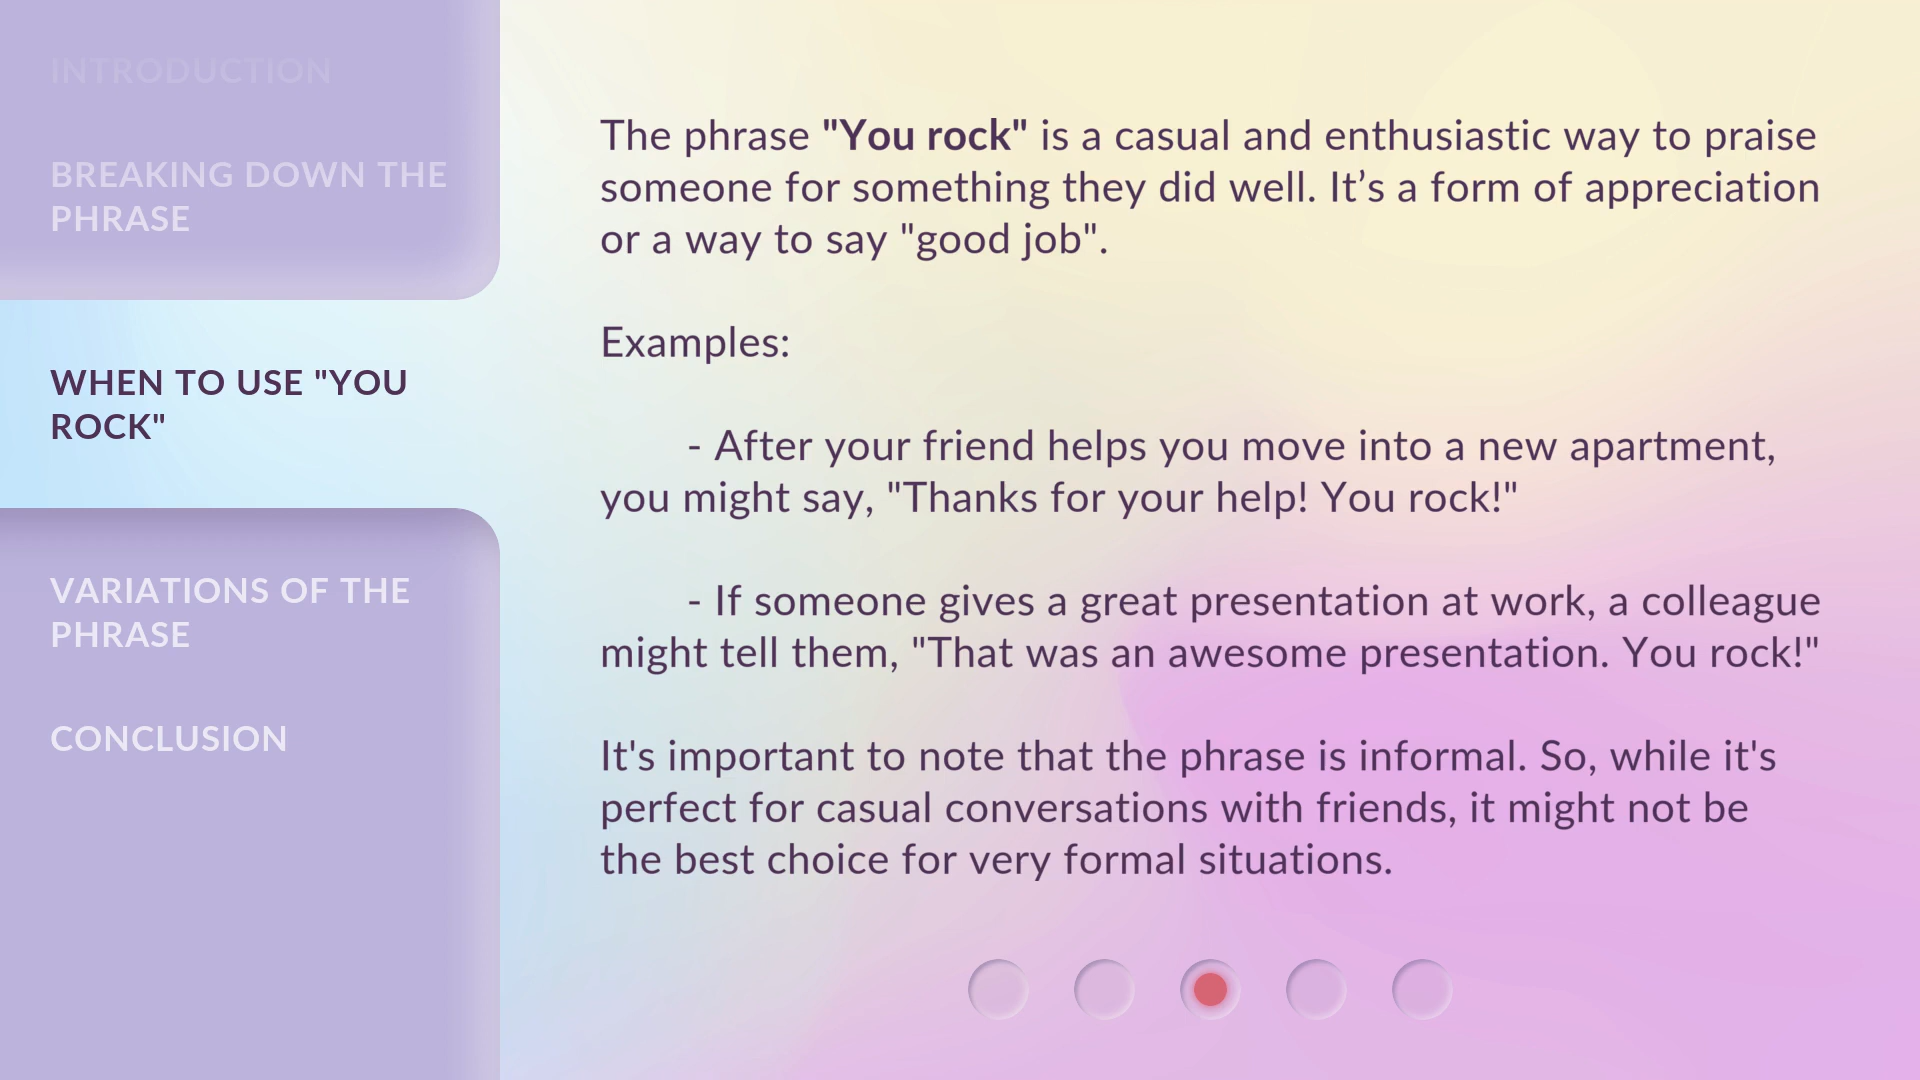 INTRODUCTION
BREAKING DOWN THE
PHRASE
WHEN TO USE "YOU
ROCK"
VARIATIONS OF THE
PHRASE
CONCLUSION
The phrase "You rock" is a casual and enthusiastic way to praise
someone for something they did well. It’s a form of appreciation
or a way to say "good job".
Examples:
- After your friend helps you move into a new apartment,
you might say, "Thanks for your help! You rock!"
- If someone gives a great presentation at work, a colleague
might tell them, "That was an awesome presentation. You rock!"
It's important to note that the phrase is informal. So, while it's
perfect for casual conversations with friends, it might not be
the best choice for very formal situations.